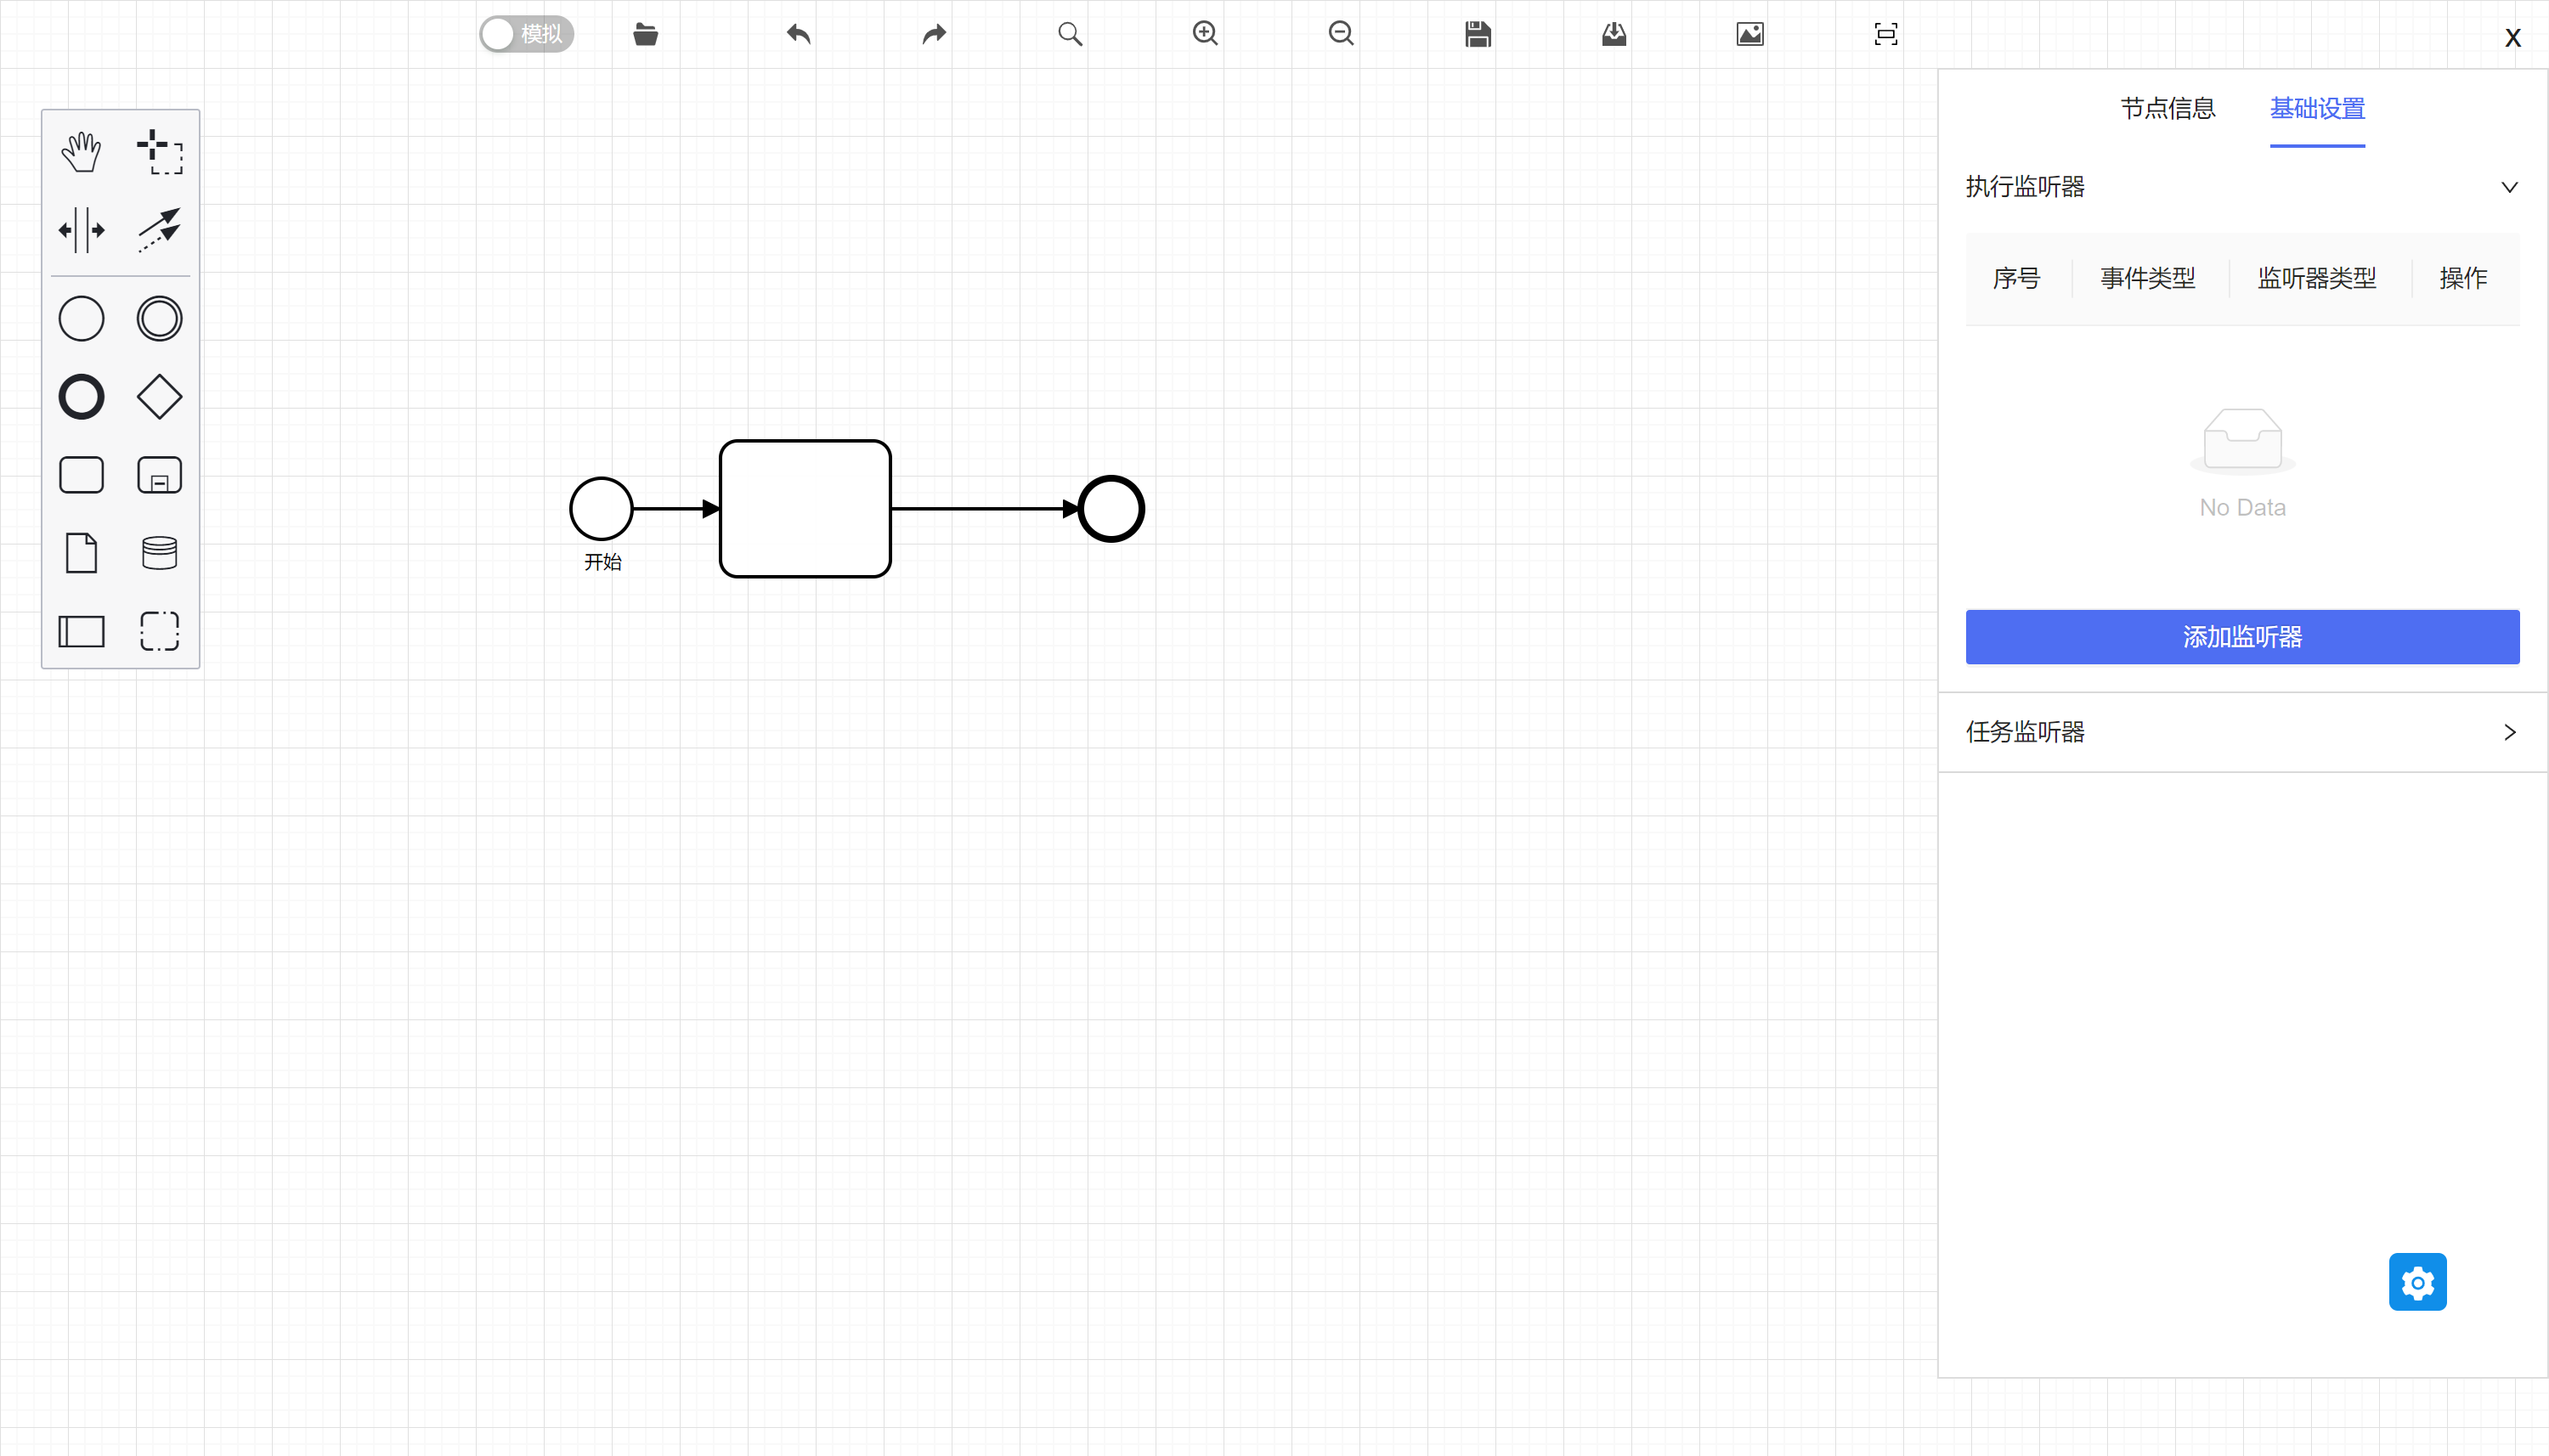 模拟
x
节点信息 基础设置
执行监听器
序号 事件类型 监听器类型 操作
开始
No Data
添加监听器
任务监听器